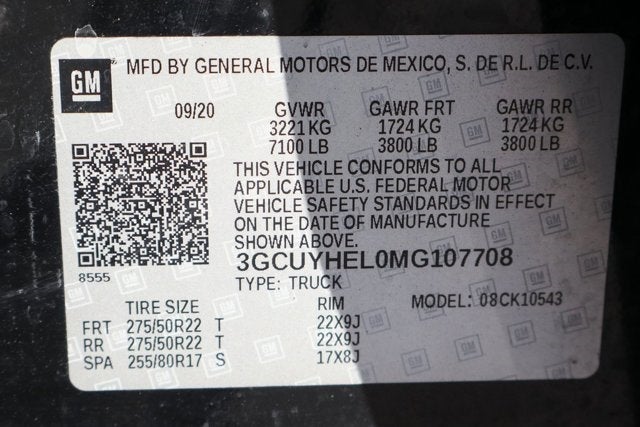 GM MFD BY GENERAL MOTORS DE MEXICO, S. DE R.L. DE C.V.
09/20 GVWR GAWR FRT GAWR RR
3221 KG 1724 KG 1724 KG
7100 LB 3800 LB 3800 LB
THIS VEHICLE CONFORMS TO ALL
APPLICABLE U.S. FEDERAL MOTOR
VEHICLE SAFETY STANDARDS IN EFFECT
ON THE DATE OF MANUFACTURE
SHOWN ABOVE.
3GCUYHEL0MG107708
8555
TYPE: TRUCK
TIRE SIZE RIM MODEL: 08CK10543
FRT 275/50R22 T 22X9J
RR 275/50R22 T 22X9J
SPA 255/80R17 S 17X8J